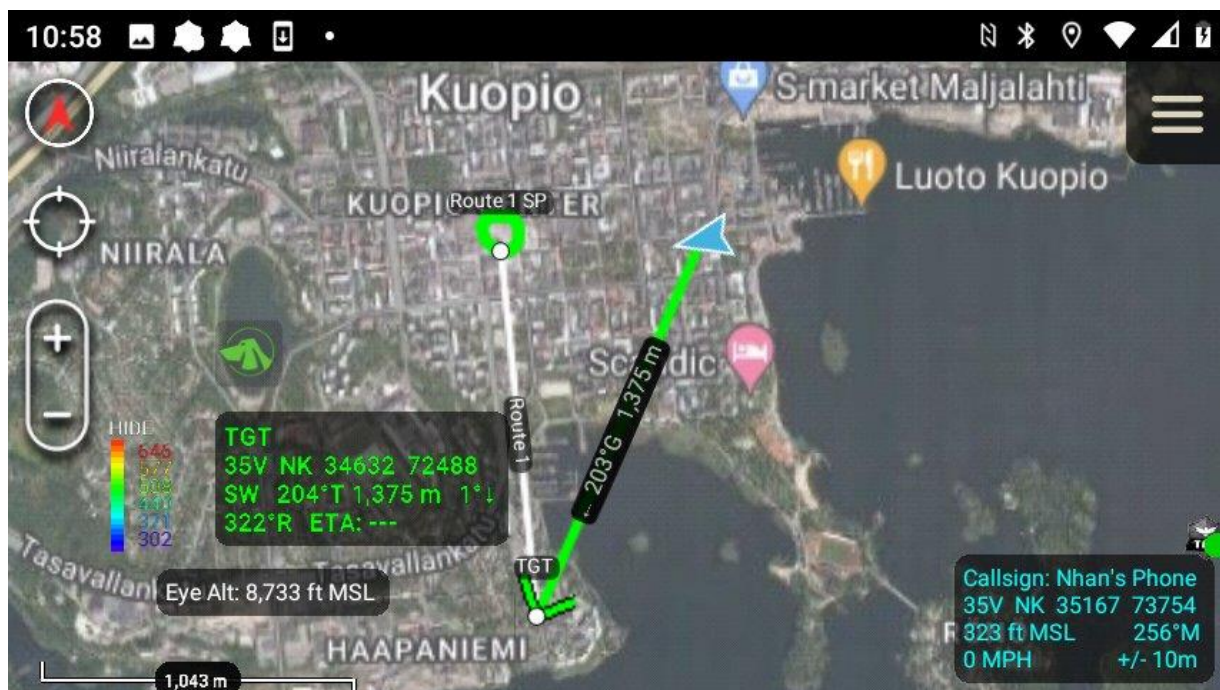 10:58
Kuopio
S-market Maljalahti
Niiralankatu
Luoto Kuopio
Route 1 SP
NIIRALA
Route 1
← 203°G 1,375 m
HIDE
646
577
321
302
TGT
35V NK 34632 72488
SW 204°T 1,375 m 1°↓
322°R ETA: ---
TGT
Tasavallankatu
Eye Alt: 8,733 ft MSL
HAAPANIEMI
1,043 m
Callsign: Nhan's Phone
35V NK 35167 73754
323 ft MSL 256°M
0 MPH +/- 10m